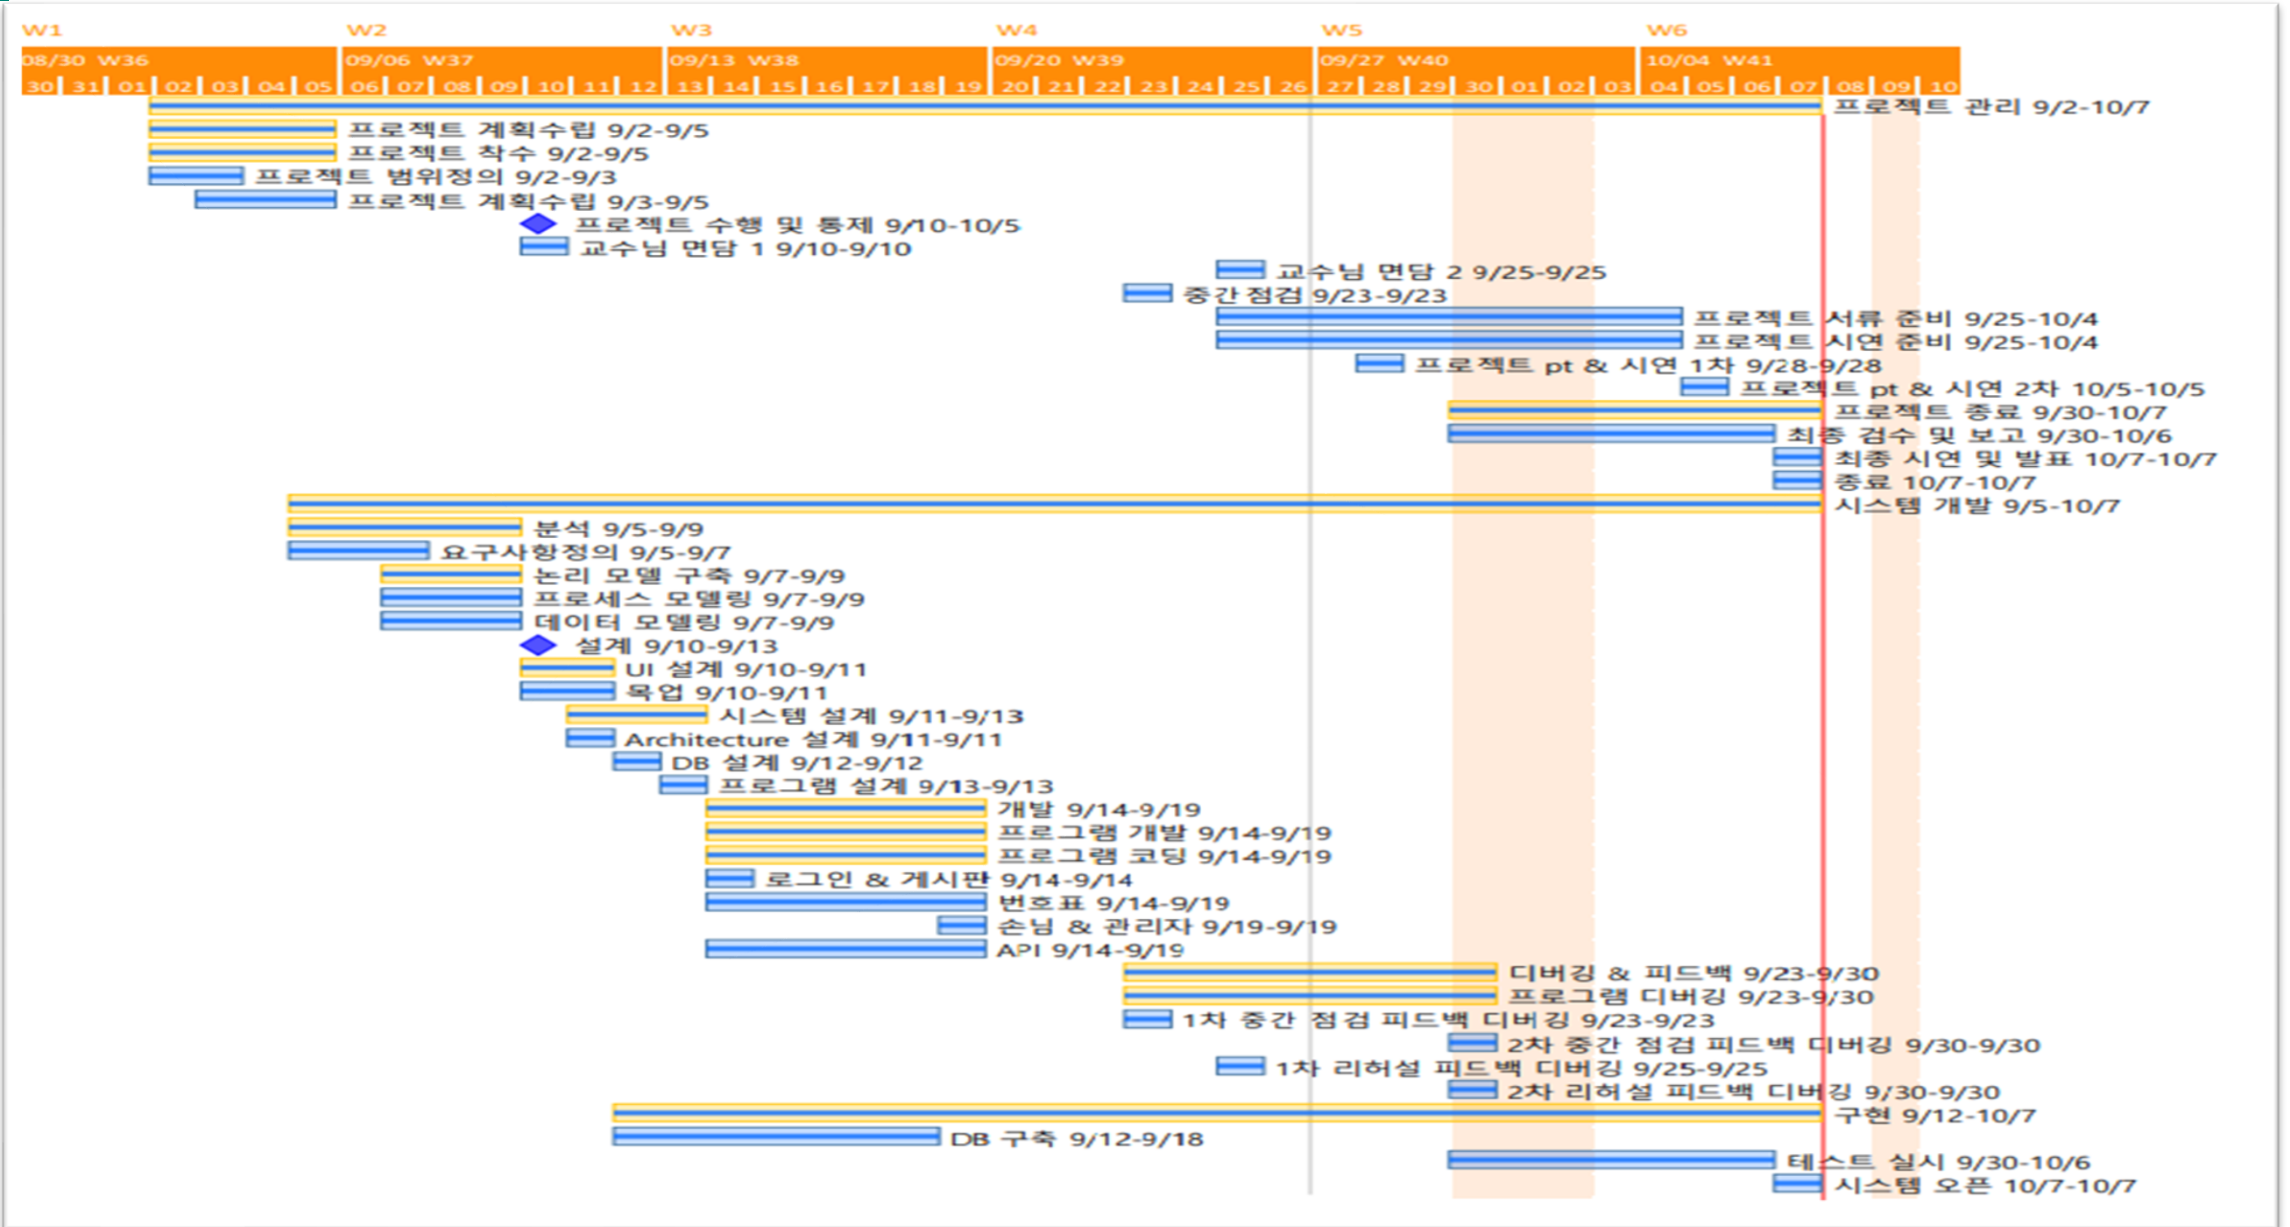 W1 W2 W3 W4 W5 W6
08/30 W36 09/06 W37 09/13 W38 09/20 W39 09/27 W40 10/04 W41
30 31 01 02 03 04 05 06 07 08 09 10 11 12 13 14 15 16 17 18 19 20 21 22 23 24 25 26 27 28 29 30 01 02 03 04 05 06 07 08 09 10
프로젝트 관리 9/2-10/7
프로젝트 계획수립 9/2-9/5
프로젝트 착수 9/2-9/5
프로젝트 범위정의 9/2-9/3
프로젝트 계획수립 9/3-9/5
프로젝트 수행 및 통제 9/10-10/5
교수님 면담 1 9/10-9/10
교수님 면담 2 9/25-9/25
중간 점검 9/23-9/23
프로젝트 서류 준비 9/25-10/4
프로젝트 시연 준비 9/25-10/4
프로젝트 pt & 시연 1차 9/28-9/28
프로젝트 pt & 시연 2차 10/5-10/5
프로젝트 종료 9/30-10/7
최종 검수 및 보고 9/30-10/6
최종 시연 및 발표 10/7-10/7
종료 10/7-10/7
시스템 개발 9/5-10/7
분석 9/5-9/9
요구사항정의 9/5-9/7
논리 모델 구축 9/7-9/9
프로세스 모델링 9/7-9/9
데이터 모델링 9/7-9/9
설계 9/10-9/13
UI 설계 9/10-9/11
목업 9/10-9/11
시스템 설계 9/11-9/13
Architecture 설계 9/11-9/11
DB 설계 9/12-9/12
프로그램 설계 9/13-9/13
개발 9/14-9/19
프로그램 개발 9/14-9/19
프로그램 코딩 9/14-9/19
로그인 & 게시판 9/14-9/14
번호표 9/14-9/19
손님 & 관리자 9/19-9/19
API 9/14-9/19
디버깅 & 피드백 9/23-9/30
프로그램 디버깅 9/23-9/30
1차 중간 점검 피드백 디버깅 9/23-9/23
2차 중간 점검 피드백 디버깅 9/30-9/30
1차 리허설 피드백 디버깅 9/25-9/25
2차 리허설 피드백 디버깅 9/30-9/30
구현 9/12-10/7
DB 구축 9/12-9/18
테스트 실시 9/30-10/6
시스템 오픈 10/7-10/7